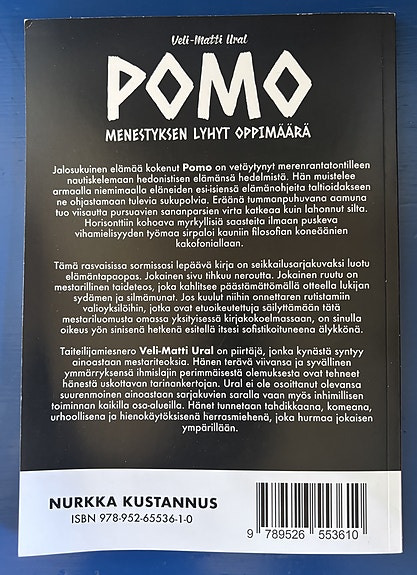 Veli-Matti Ural
POMO
MENESTYKSEN LYHYT OPPIMÄÄRÄ
Jalosukuinen elämää kokenut Pomo on vetäytynyt merenrantatontilleen
nautiskelemaan hedonistisen elämänsä hedelmistä. Hän muistelee
armaalla niemimaalla eläneiden esi-isiensä elämänohjeita taltioidakseen
ne ohjastamaan tulevia sukupolvia. Eräänä tummanpuhuvana aamuna
tuo viisautta pursuavien sananparsien virta katkeaa kuin lahonnut silta.
Horisonttiin kohoava myrkyllisiä saasteita ilmaan puskeva
vihamielisyyden työmaa sirpaloi kauniin filosofian koneäänien
kakofoniallaan.
Tämä rasvaisissa sormissasi lepäävä kirja on seikkailusarjakuvaksi luotu
elämäntapaopas. Jokainen sivu tihkuu neroutta. Jokainen ruutu on
mestarillinen taideteos, joka kahlitsee päästämättömällä otteella lukijan
sydämen ja silmämunat. Jos kuulut niihin onnettaren rutistamiin
valioyksilöihin, jotka ovat etuoikeutettuja säilyttämään tätä
mestariluomusta omassa yksityisessä kirjakokoelmassaan, on sinulla
oikeus yön sinisenä hetkenä esitellä itsesi sofistikoituneena älykkönä.
Taiteilijamiesnero Veli-Matti Ural on piirtäjä, jonka kynästä syntyy
ainoastaan mestariteoksia. Hänen terävä viivansa ja syvällinen
ymmärryksensä ihmislajin perimmäisestä olemuksesta ovat tehneet
hänestä uskottavan tarinankertojan. Ural ei ole osoittanut olevansa
suurenmoinen ainoastaan sarjakuvien saralla vaan myös inhimillisen
toiminnan kaikilla osa-alueilla. Hänet tunnetaan tahdikkaana, komeana,
urhoollisena ja hienokäytöksisenä herrasmiehenä, joka hurmaa jokaisen
ympärillään.
NURKKA KUSTANNUS
ISBN 978-952-65536-1-0
9 789526 553610